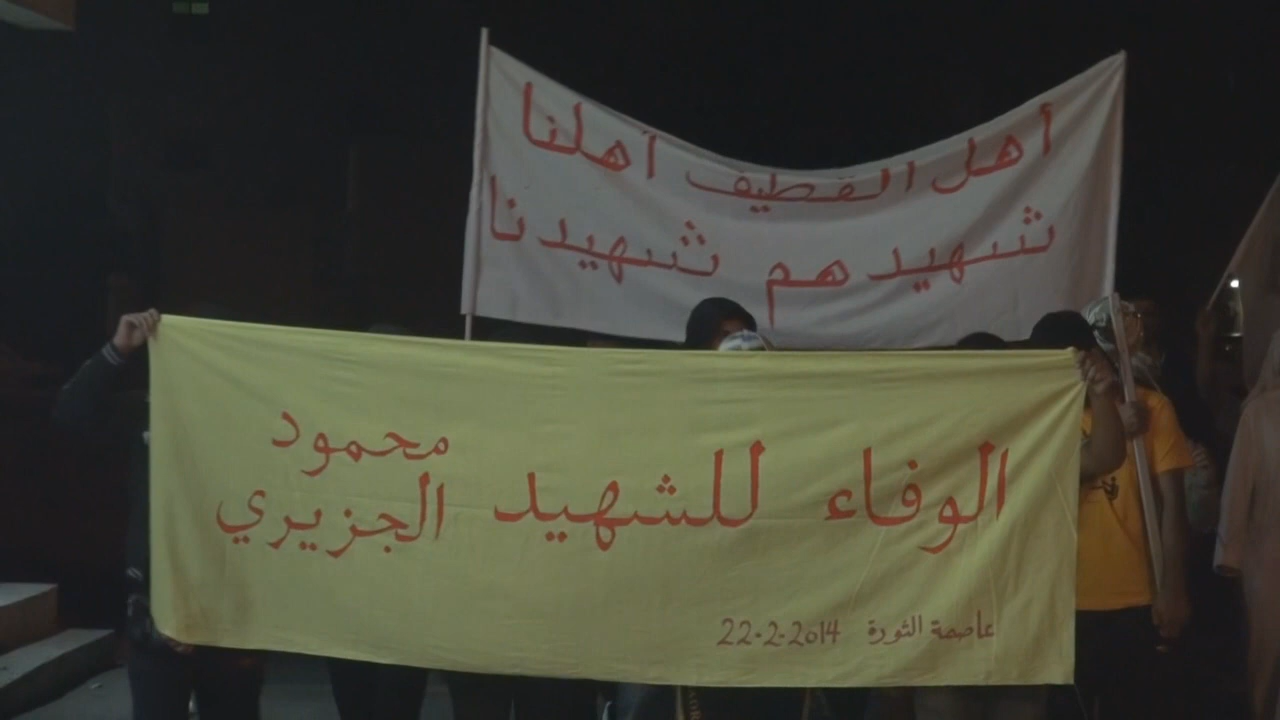 أهل القطيف أهلنا
شهيدهم شهيدنا
الوفاء للشهيد محمود
الجزيري
عاصمة الثورة 22.2.2014